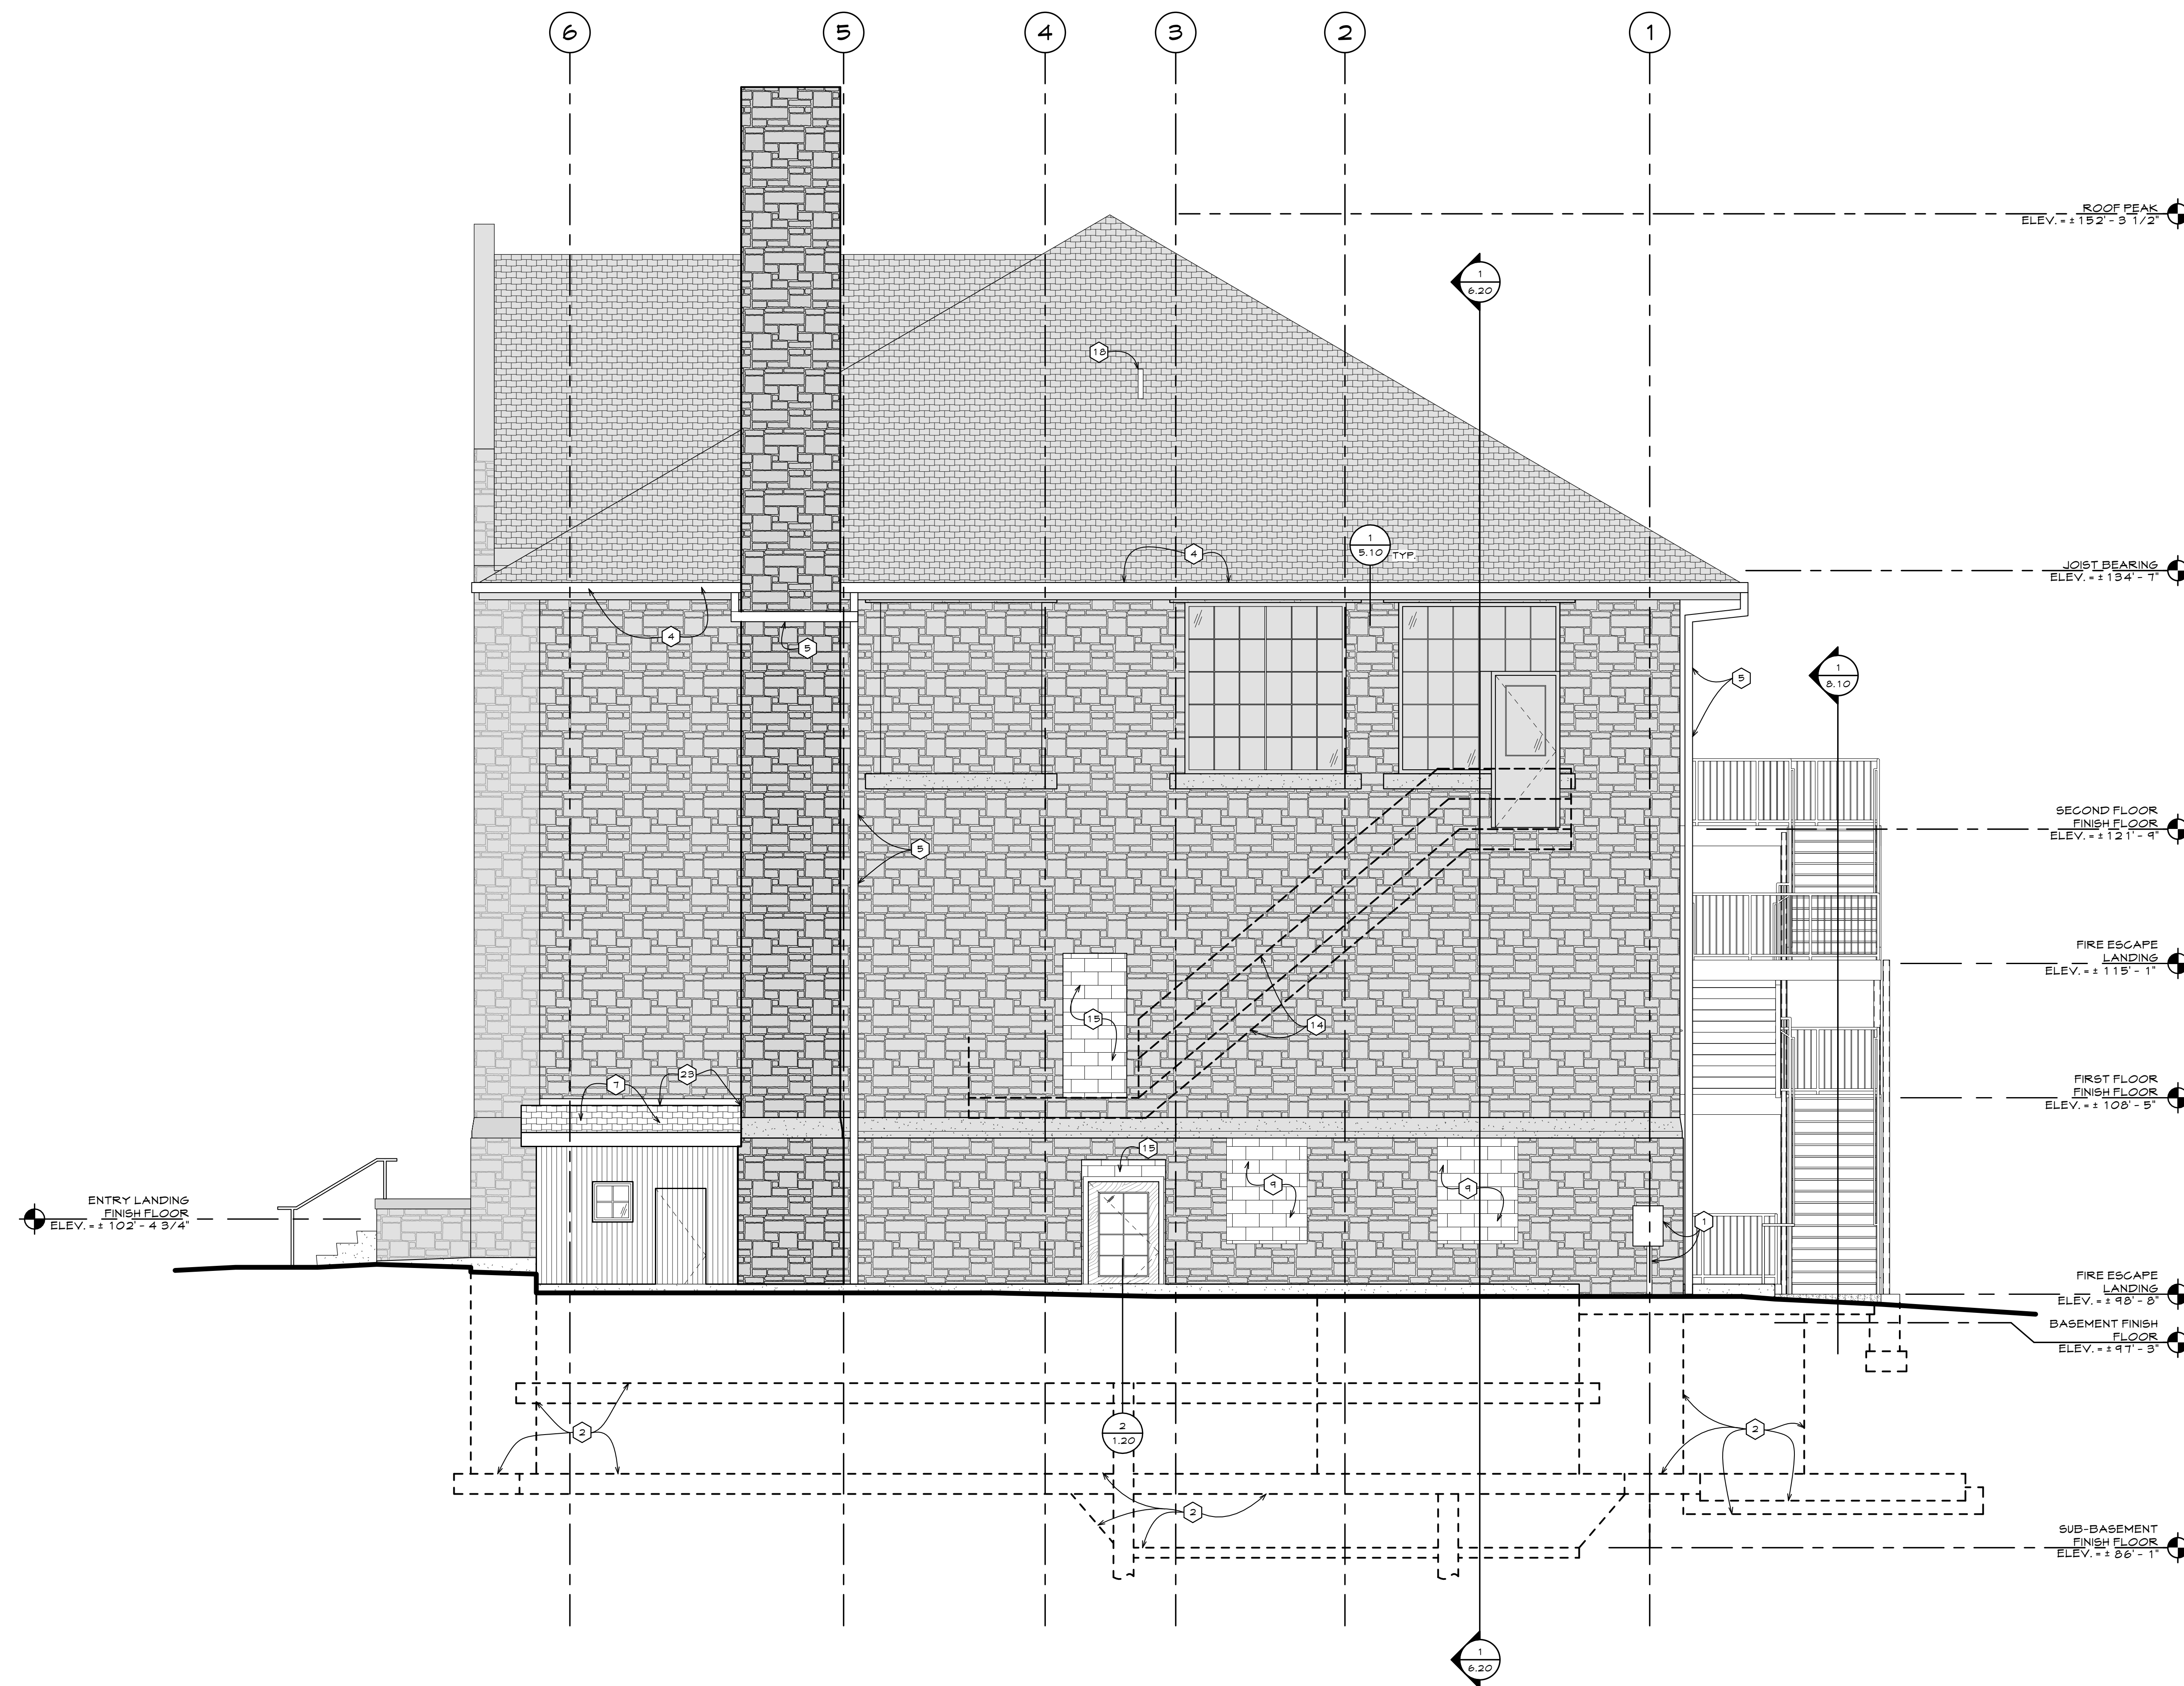 6
5
4
3
2
1
ROOF PEAK
ELEV. = ± 152' - 3 1/2"
1
6.20
18
1
5.10
TYP.
4
JOIST BEARING
ELEV. = ± 134' - 7"
4
5
5
1
8.10
5
SECOND FLOOR
FINISH FLOOR
ELEV. = ± 121' - 9"
FIRE ESCAPE
LANDING
ELEV. = ± 115' - 1"
15
14
7
23
FIRST FLOOR
FINISH FLOOR
ELEV. = ± 108' - 5"
15
9
9
1
ENTRY LANDING
FINISH FLOOR
ELEV. = ± 102' - 4 3/4"
FIRE ESCAPE
LANDING
ELEV. = ± 98' - 8"
BASEMENT FINISH
FLOOR
ELEV. = ± 97' - 3"
2
2
1.20
2
2
SUB-BASEMENT
FINISH FLOOR
ELEV. = ± 86' - 1"
1
6.20